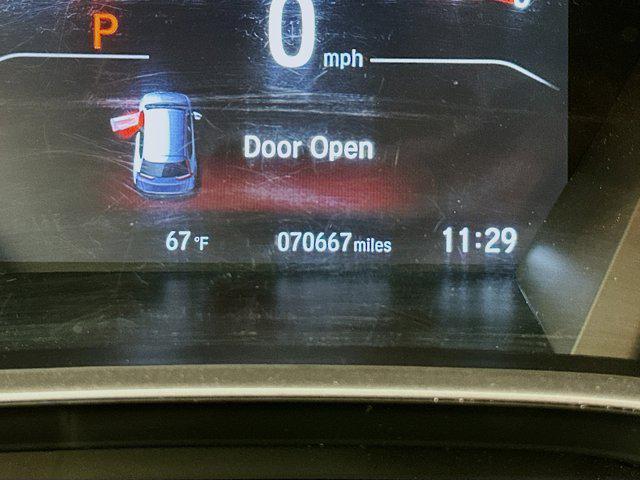 P
0 mph
Door Open
67 °F 070667 miles 11:29